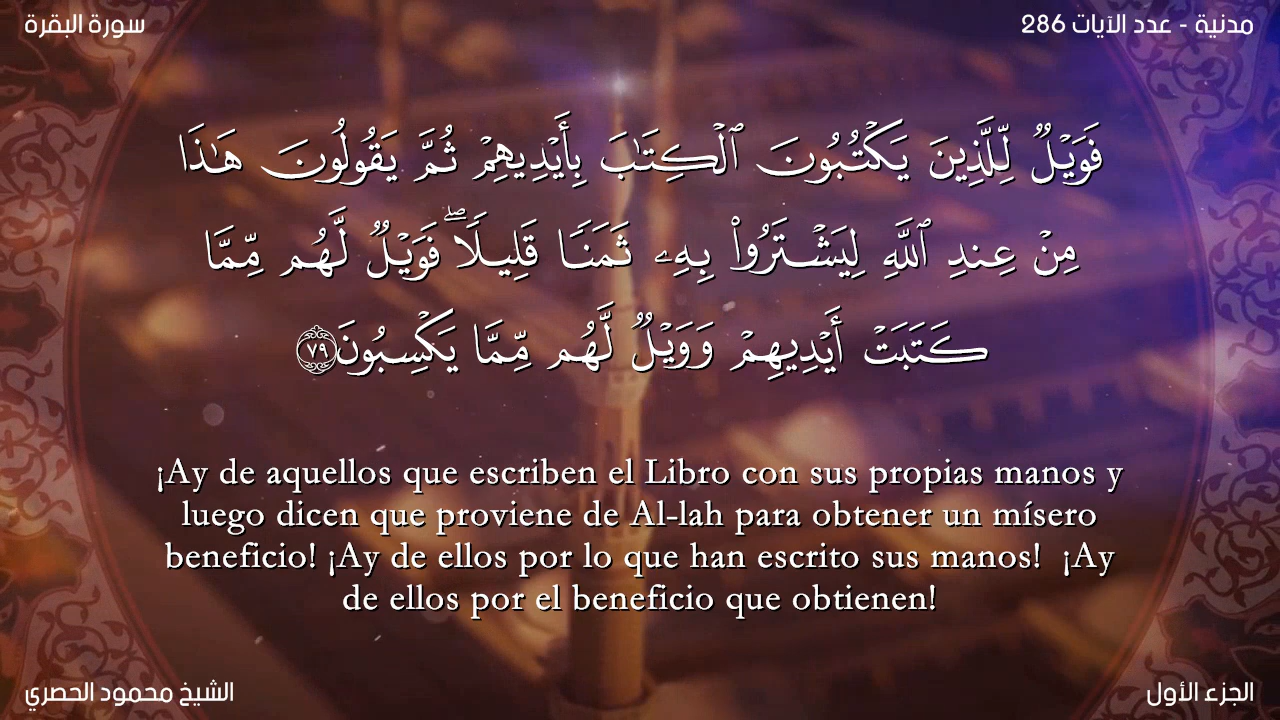 سورة البقرة
مدنية - عدد الآيات 286
فَوَيۡلٞ لِّلَّذِينَ يَكۡتُبُونَ ٱلۡكِتَٰبَ بِأَيۡدِيهِمۡ ثُمَّ يَقُولُونَ هَٰذَا
مِنۡ عِندِ ٱللَّهِ لِيَشۡتَرُواْ بِهِۦ ثَمَنٗا قَلِيلٗاۖ فَوَيۡلٞ لَّهُم مِّمَّا
كَتَبَتۡ أَيۡدِيهِمۡ وَوَيۡلٞ لَّهُم مِّمَّا يَكۡسِبُونَ ٧٩
¡Ay de aquellos que escriben el Libro con sus propias manos y
luego dicen que proviene de Al-lah para obtener un mísero
beneficio! ¡Ay de ellos por lo que han escrito sus manos!  ¡Ay
de ellos por el beneficio que obtienen!
الشيخ محمود الحصري
الجزء الأول